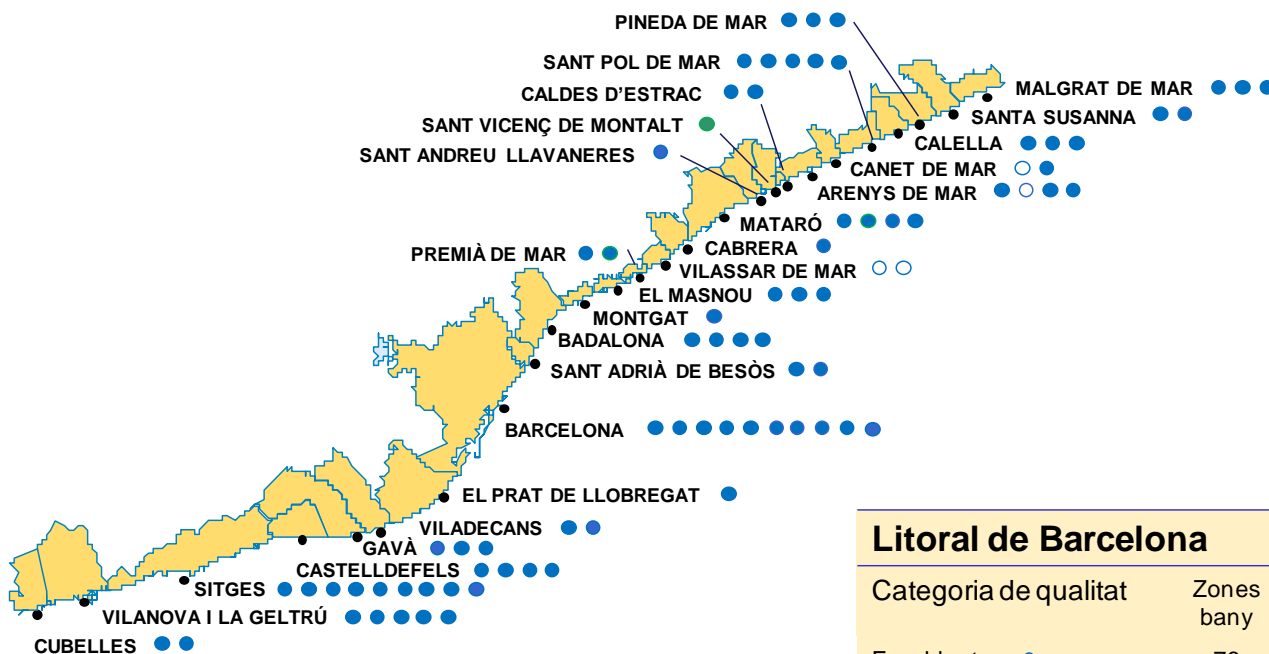 PINEDA DE MAR
SANT POL DE MAR
CALDES D'ESTRAC
SANT VICENÇ DE MONTALT
SANT ANDREU LLAVANERES
MALGRAT DE MAR
SANTA SUSANNA
CALELLA
CANET DE MAR
ARENYS DE MAR
MATARÓ
CABRERA
PREMIÀ DE MAR
VILASSAR DE MAR
EL MASNOU
MONTGAT
BADALONA
SANT ADRIÀ DE BESÒS
BARCELONA
EL PRAT DE LLOBREGAT
VILADECANS
GAVÀ
CASTELLDEFELS
SITGES
VILANOVA I LA GELTRÚ
CUBELLES
Litoral de Barcelona
Categoria de qualitat Zones
bany